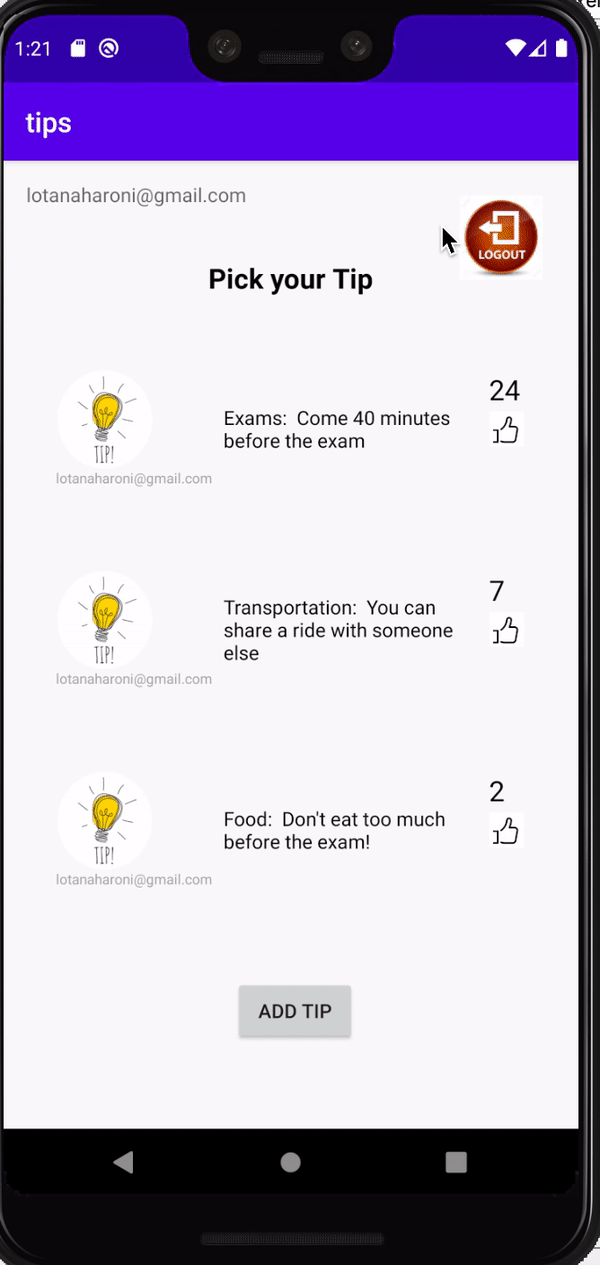 1:21
tips
lotanaharoni@gmail.com
LOGOUT
Pick your Tip
24
Exams:  Come 40 minutes
before the exam
TIP!
lotanaharoni@gmail.com
7
Transportation:  You can
share a ride with someone
else
TIP!
lotanaharoni@gmail.com
2
Food:  Don't eat too much
before the exam!
TIP!
lotanaharoni@gmail.com
ADD TIP